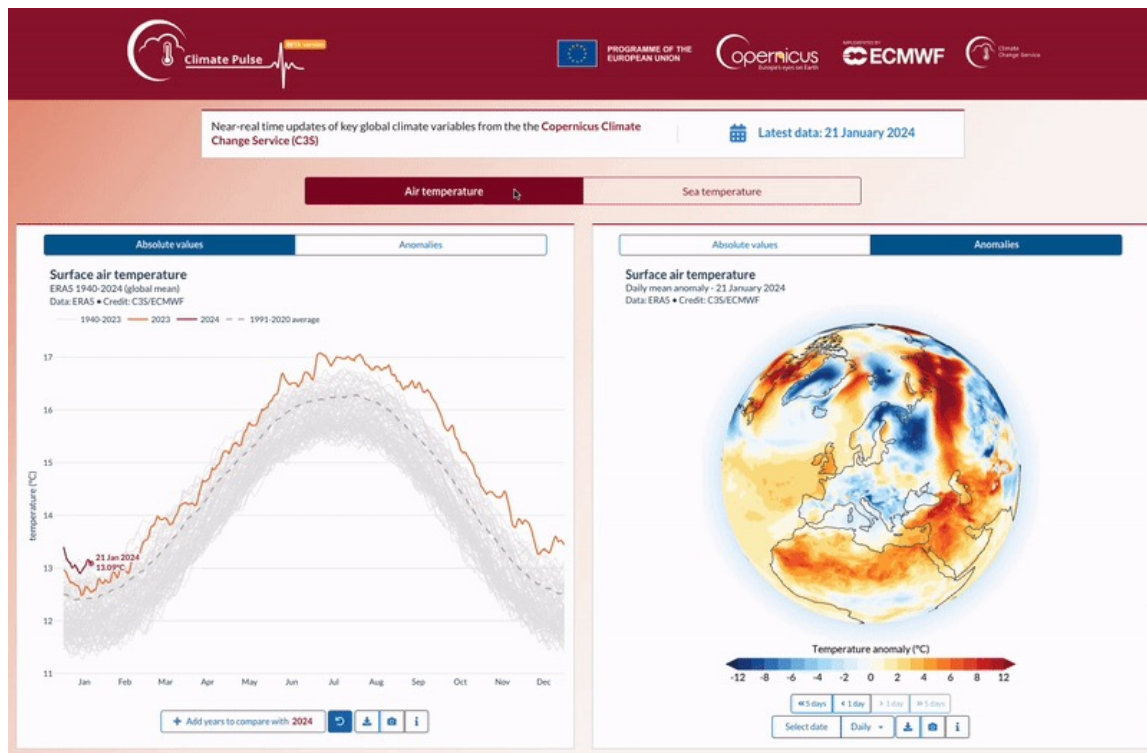 Climate Pulse
BETA version
PROGRAMME OF THE
EUROPEAN UNION
opernicus
Europe's eyes on Earth
IMPLEMENTED BY
ECMWF
Climate
Change Service
Near-real time updates of key global climate variables from the the Copernicus Climate
Change Service (C3S)
Latest data: 21 January 2024
Air temperature
Sea temperature
Absolute values
Anomalies
Surface air temperature
ERA5 1940-2024 (global mean)
Data: ERA5 • Credit: C3S/ECMWF
1940-2023
2023
2024
1991-2020 average
temperature (°C)
17
16
15
14
13
12
11
21 Jan 2024
13.09°C
Jan Feb Mar Apr May Jun Jul Aug Sep Oct Nov Dec
+ Add years to compare with 2024
i
Absolute values
Anomalies
Surface air temperature
Daily mean anomaly - 21 January 2024
Data: ERA5 • Credit: C3S/ECMWF
Temperature anomaly (°C)
-12 -8 -6 -4 -2 0 2 4 6 8 12
≪ 5 days
< 1 day
> 1 day
≫ 5 days
Select date
Daily
i